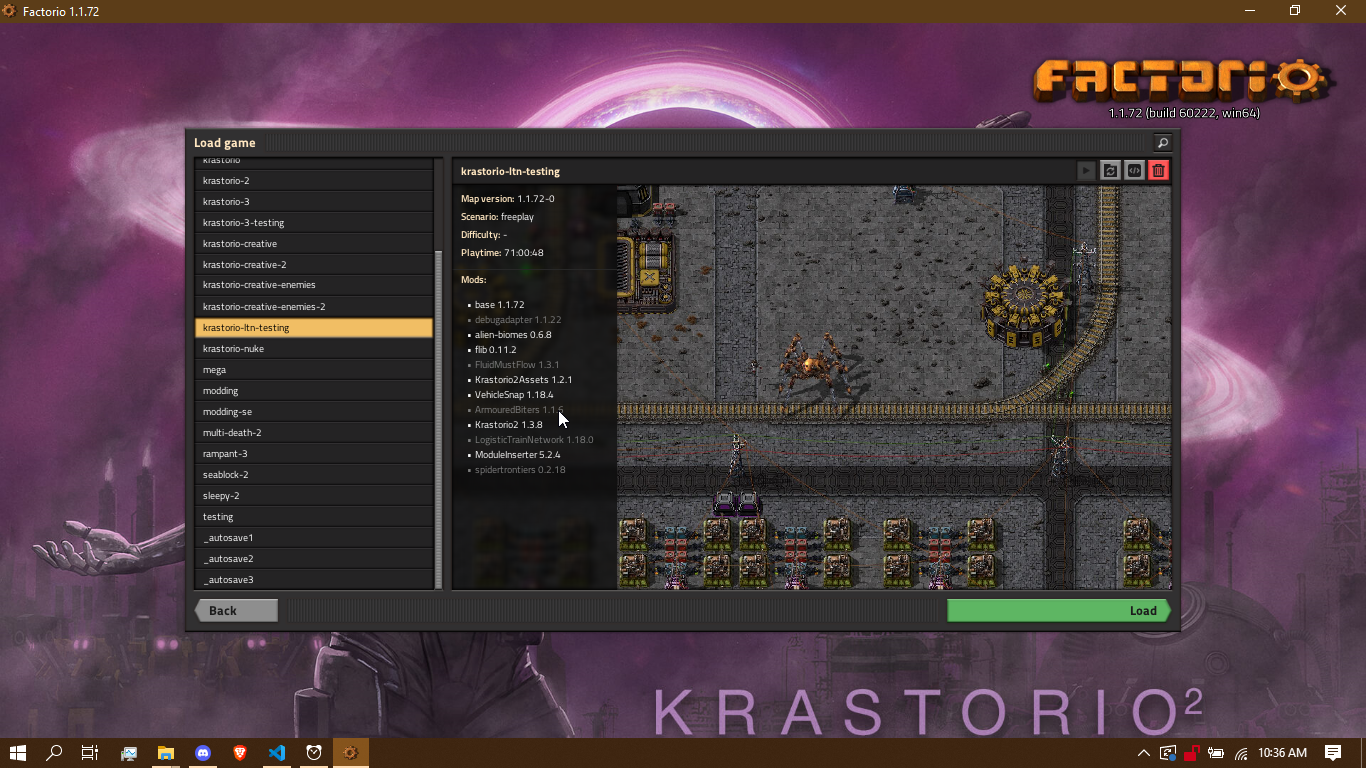 Factorio 1.1.72
FACTORIO
1.1.72 (build 60222, win64)
Load game
krastorio
krastorio-2
krastorio-3
krastorio-3-testing
krastorio-creative
krastorio-creative-2
krastorio-creative-enemies
krastorio-creative-enemies-2
krastorio-ltn-testing
krastorio-nuke
mega
modding
modding-se
multi-death-2
rampant-3
seablock-2
sleepy-2
testing
_autosave1
_autosave2
_autosave3
krastorio-ltn-testing
Map version: 1.1.72-0
Scenario: freeplay
Difficulty: -
Playtime: 71:00:48
Mods:
base 1.1.72
debugadapter 1.1.22
alien-biomes 0.6.8
flib 0.11.2
FluidMustFlow 1.3.1
Krastorio2Assets 1.2.1
VehicleSnap 1.18.4
ArmouredBiters 1.1.5
Krastorio2 1.3.8
LogisticTrainNetwork 1.18.0
ModuleInserter 5.2.4
spidertrontiers 0.2.18
Back
Load
KRASTORIO²
10:36 AM